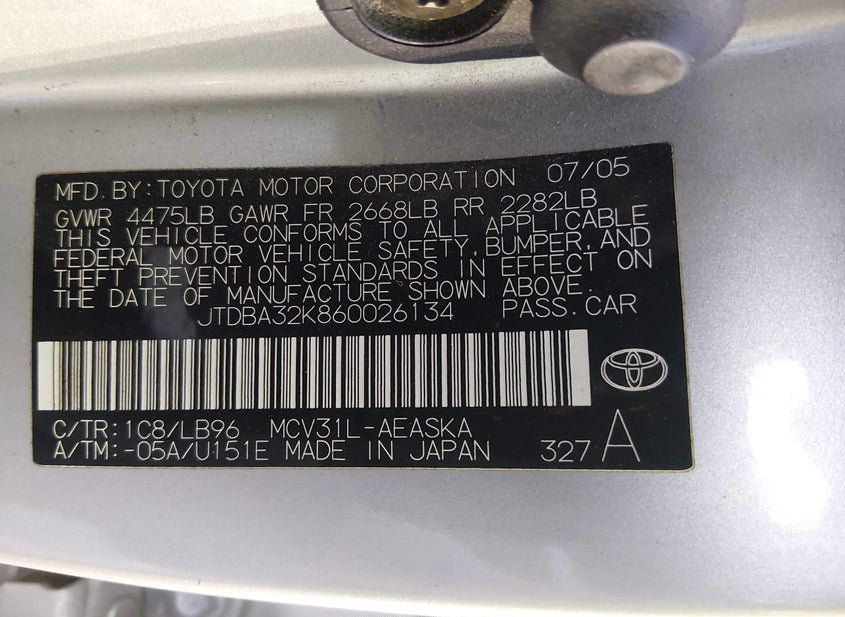 MFD. BY: TOYOTA MOTOR CORPORATION 07/05
GVWR 4475LB GAWR FR 2668LB RR 2282LB
THIS VEHICLE CONFORMS TO ALL APPLICABLE
FEDERAL MOTOR VEHICLE SAFETY, BUMPER, AND
THEFT PREVENTION STANDARDS IN EFFECT ON
THE DATE OF MANUFACTURE SHOWN ABOVE.
JTDBA32K860026134 PASS. CAR
C/TR: 1C8/LB96 MCV31L-AEASKA
A/TM: -05A/U151E MADE IN JAPAN 327 A